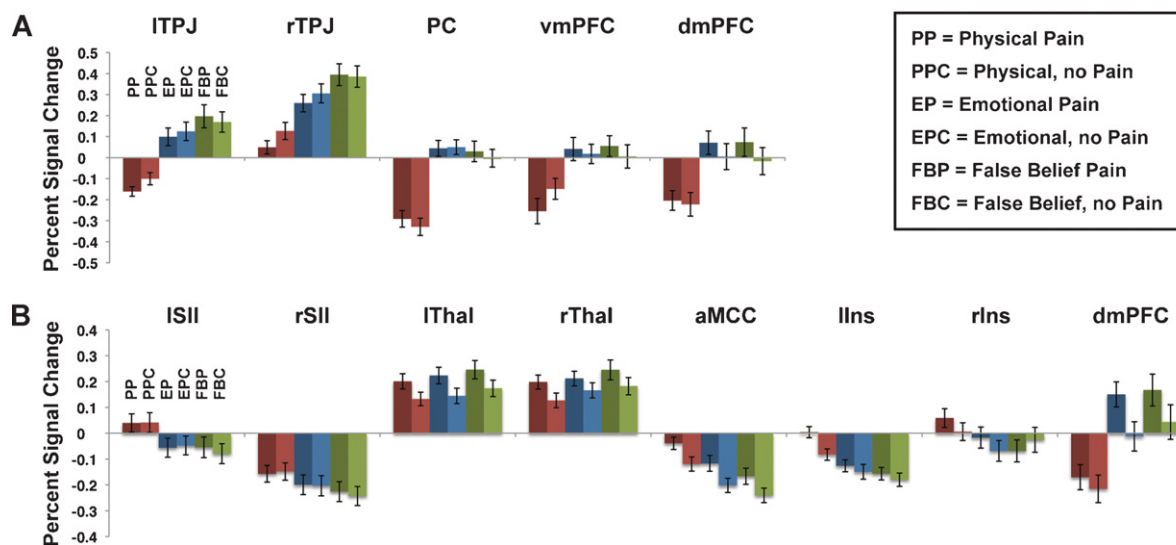 A
lTPJ rTPJ PC vmPFC dmPFC
Percent Signal Change
0.5
0.4
0.3
0.2
0.1
0
-0.1
-0.2
-0.3
-0.4
-0.5
PP PPC EP EPC FBP FBC
PP = Physical Pain
PPC = Physical, no Pain
EP = Emotional Pain
EPC = Emotional, no Pain
FBP = False Belief Pain
FBC = False Belief, no Pain
B
lSII rSII lThal rThal aMCC lIns rIns dmPFC
Percent Signal Change
0.4
0.3
0.2
0.1
0
-0.1
-0.2
-0.3
-0.4
PP PPC EP EPC FBP FBC